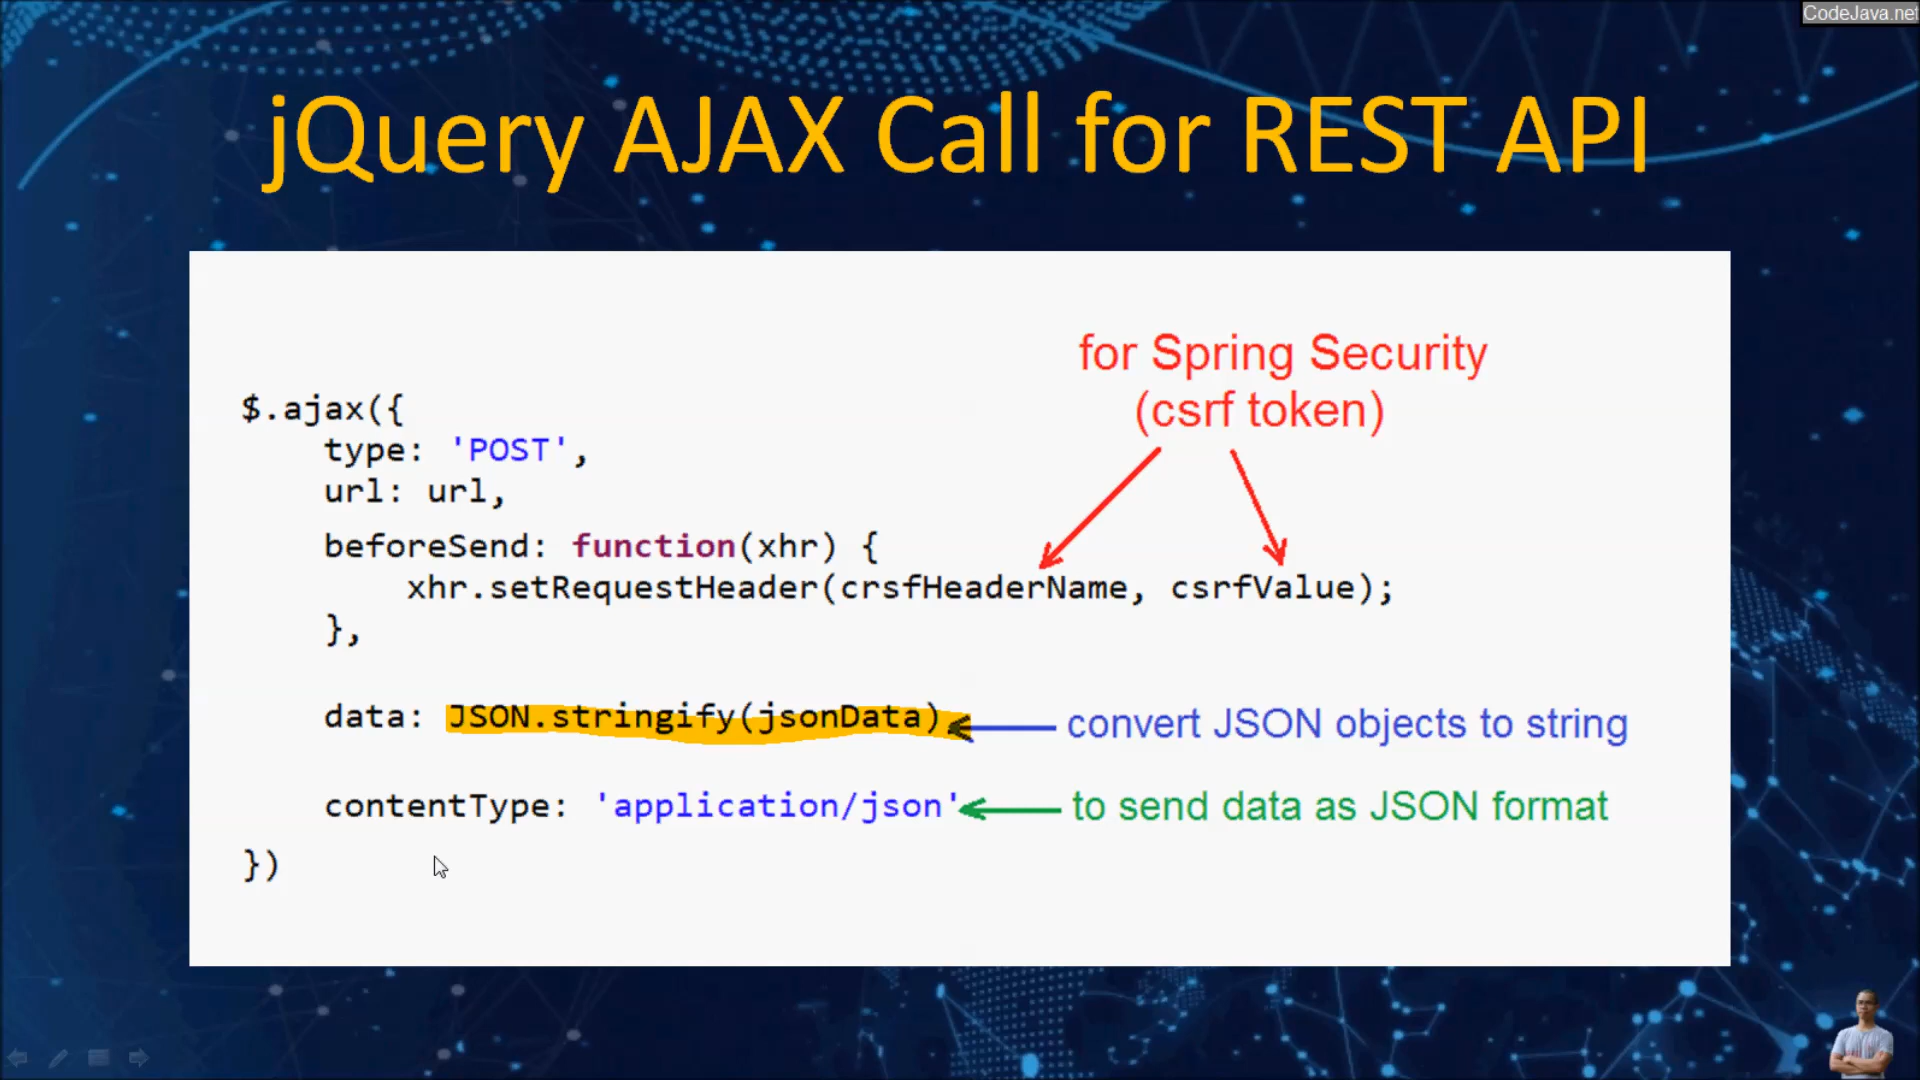 CodeJava.net
jQuery AJAX Call for REST API
for Spring Security
(csrf token)
$.ajax({
type: 'POST',
url: url,
beforeSend: function(xhr) {
xhr.setRequestHeader(crsfHeaderName, csrfValue);
},
data: JSON.stringify(jsonData)
convert JSON objects to string
contentType: 'application/json'
to send data as JSON format
})